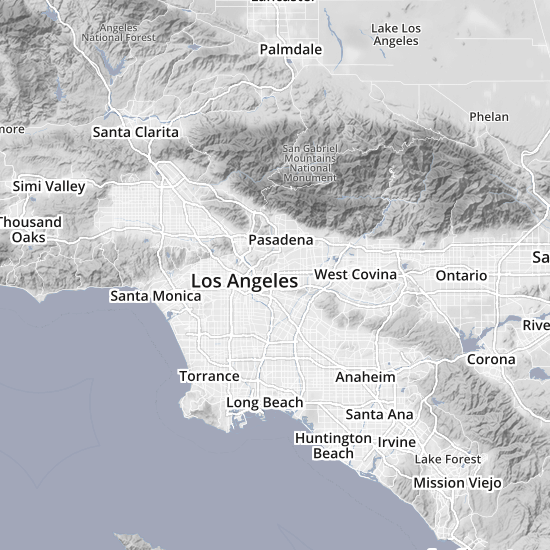 Lancaster
Angeles
National Forest
Palmdale
Lake Los
Angeles
Phelan
more
Santa Clarita
San Gabriel
Mountains
National
Monument
Simi Valley
Thousand
Oaks
Pasadena
Sa
Los Angeles
West Covina
Ontario
Santa Monica
Rive
Corona
Torrance
Anaheim
Long Beach
Santa Ana
Huntington
Beach
Irvine
Lake Forest
Mission Viejo